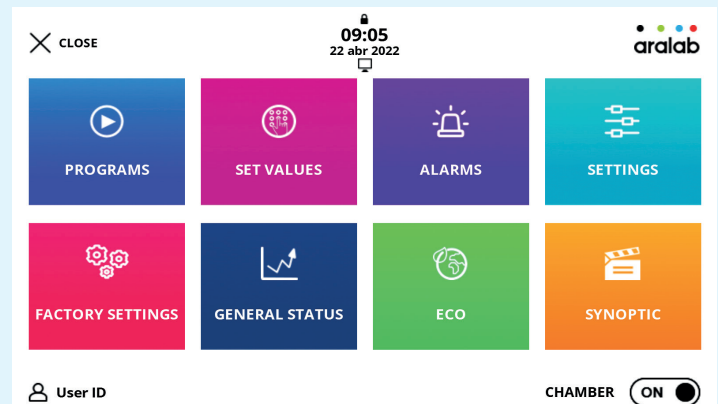 CLOSE
09:05
22 abr 2022
aralab
PROGRAMS
SET VALUES
ALARMS
SETTINGS
FACTORY SETTINGS
GENERAL STATUS
ECO
SYNOPTIC
User ID
CHAMBER ON